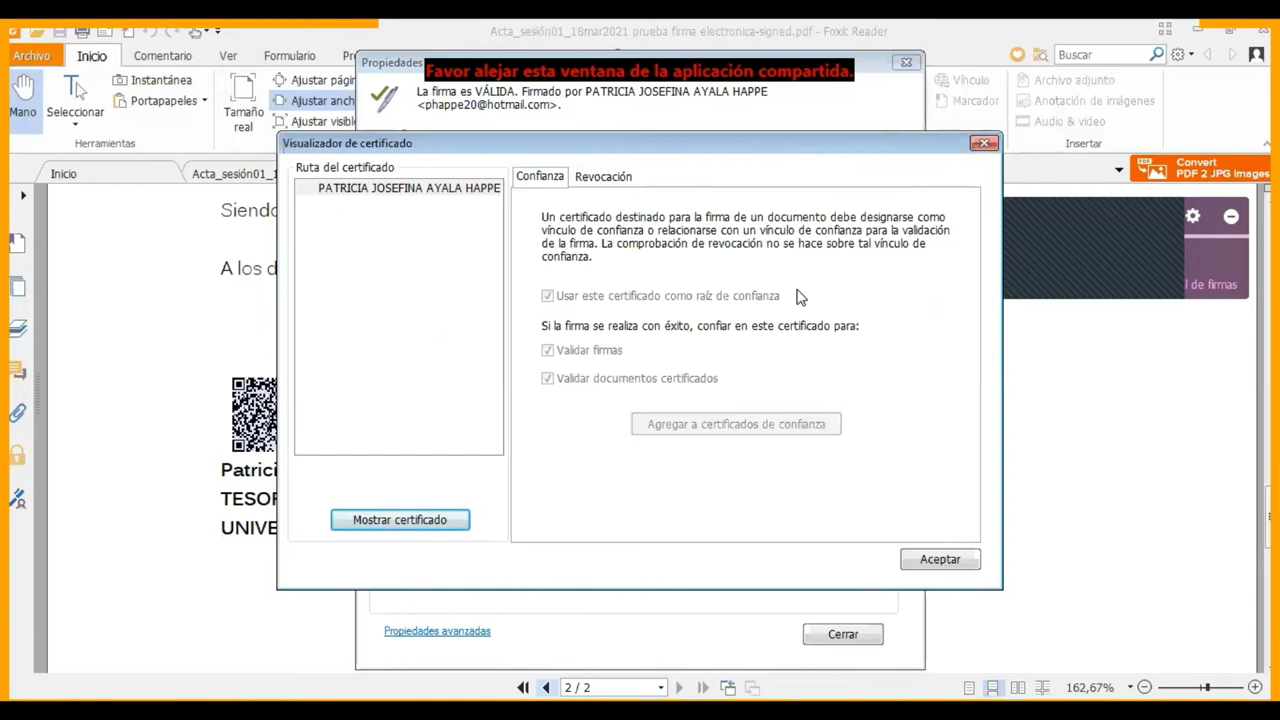 Acta_sesión01_18mar2021 prueba firma electronica-signed.pdf - Foxit Reader
Archivo
Inicio
Comentario
Ver
Formulario
Buscar
Mano
Seleccionar
Instantánea
Portapapeles
Herramientas
Tamaño
real
Ajustar págin
Ajustar anch
Ajustar visibl
Vínculo
Marcador
Archivo adjunto
Anotación de imágenes
Audio & video
Insertar
Propiedades
Favor alejar esta ventana de la aplicación compartida.
La firma es VÁLIDA. Firmado por PATRICIA JOSEFINA AYALA HAPPE
<phappe20@hotmail.com>.
Inicio
Acta_sesión01_1
Convert
PDF 2 JPG Images
Visualizador de certificado
Ruta del certificado
PATRICIA JOSEFINA AYALA HAPPE
Confianza
Revocación
Un certificado destinado para la firma de un documento debe designarse como
vínculo de confianza o relacionarse con un vínculo de confianza para la validación
de la firma. La comprobación de revocación no se hace sobre tal vínculo de
confianza.
Usar este certificado como raíz de confianza
Si la firma se realiza con éxito, confiar en este certificado para:
Validar firmas
Validar documentos certificados
Agregar a certificados de confianza
Mostrar certificado
Aceptar
Siendo
A los d
l de firmas
Patrici
TESOR
UNIVE
Propiedades avanzadas
Cerrar
2 / 2
162,67%